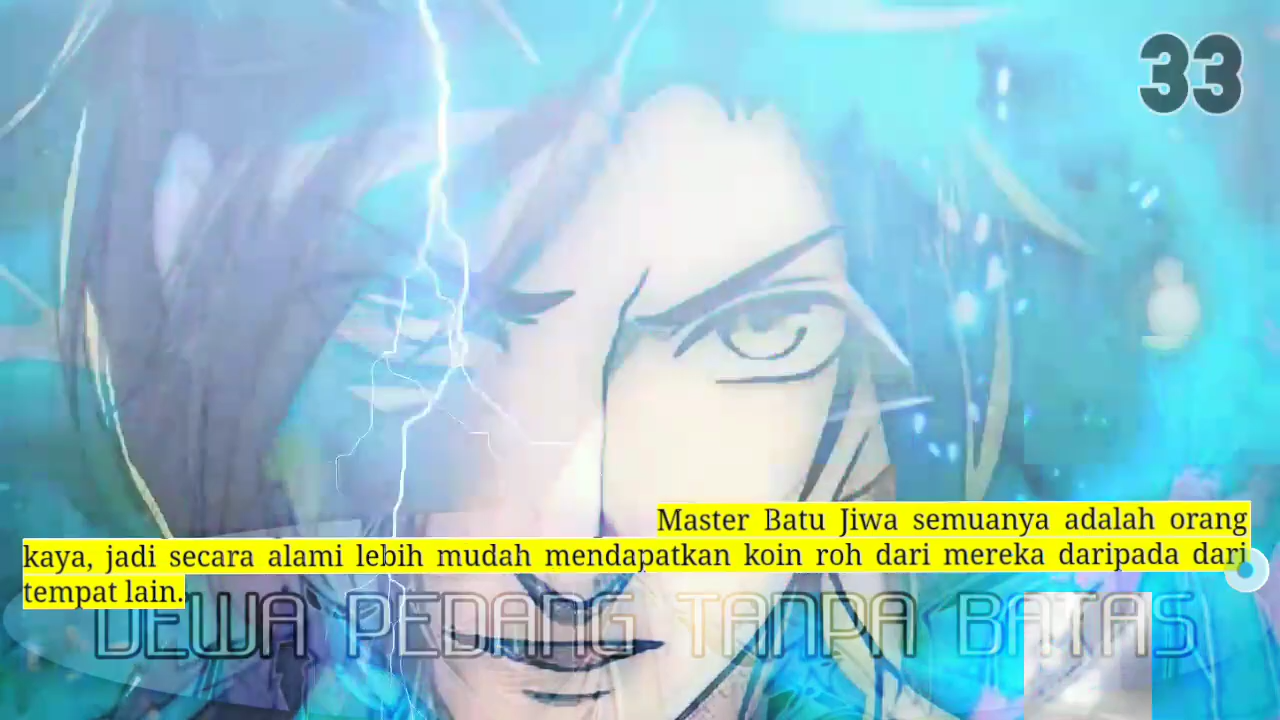 33
Master Batu Jiwa semuanya adalah orang
kaya, jadi secara alami lebih mudah mendapatkan koin roh dari mereka daripada dari
tempat lain.
DEWA PEDANG TANPA BATAS